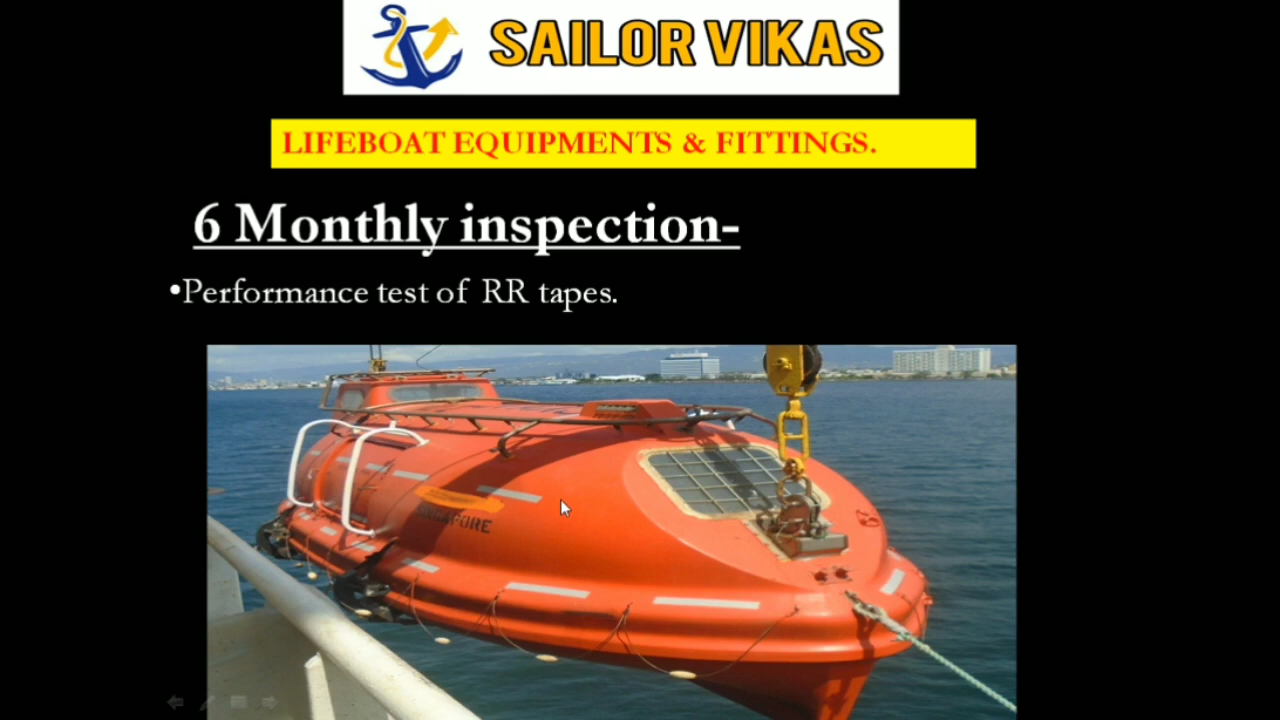 SAILOR VIKAS
LIFEBOAT EQUIPMENTS & FITTINGS.
6 Monthly inspection-
•Performance test of RR tapes.